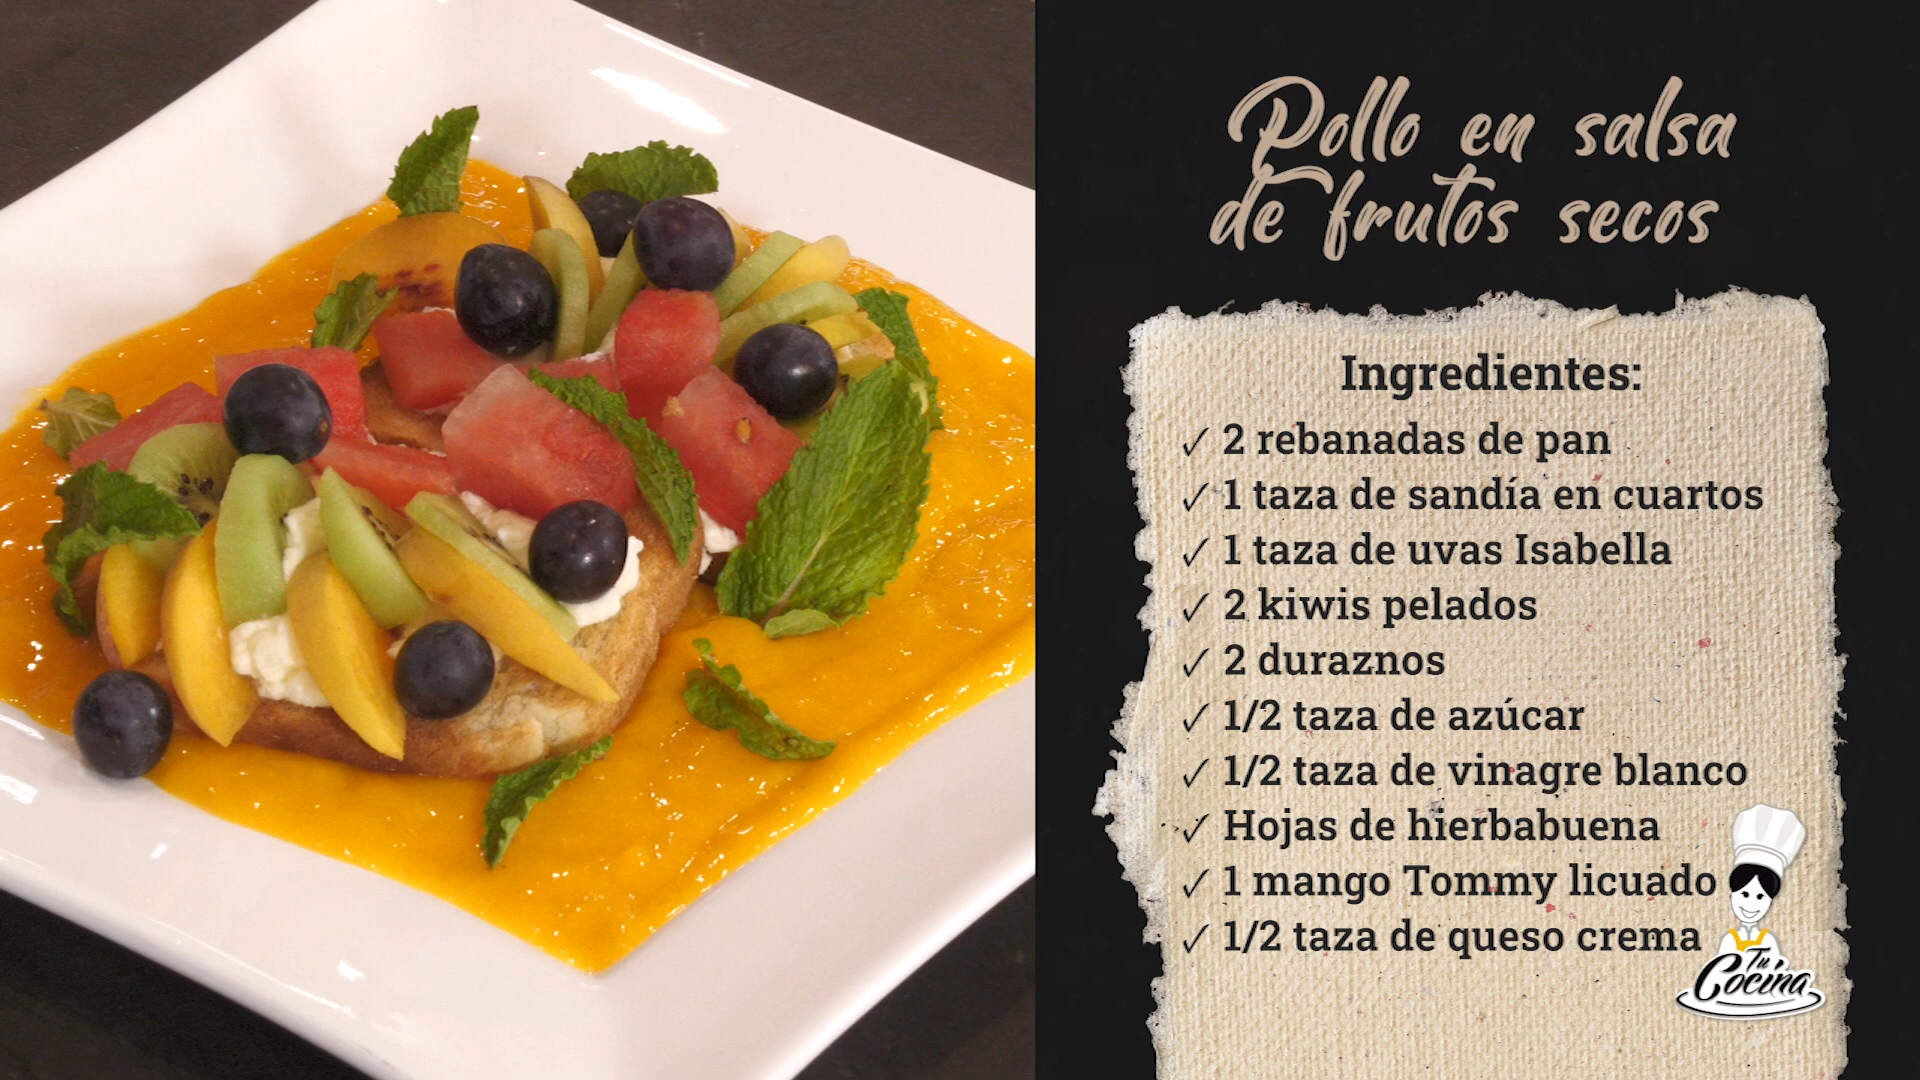 Pollo en salsa
de frutos secos
Ingredientes:
✓ 2 rebanadas de pan
✓ 1 taza de sandía en cuartos
✓ 1 taza de uvas Isabella
✓ 2 kiwis pelados
✓ 2 duraznos
✓ 1/2 taza de azúcar
✓ 1/2 taza de vinagre blanco
✓ Hojas de hierbabuena
✓ 1 mango Tommy licuado
✓ 1/2 taza de queso crema
Tu
Cocina